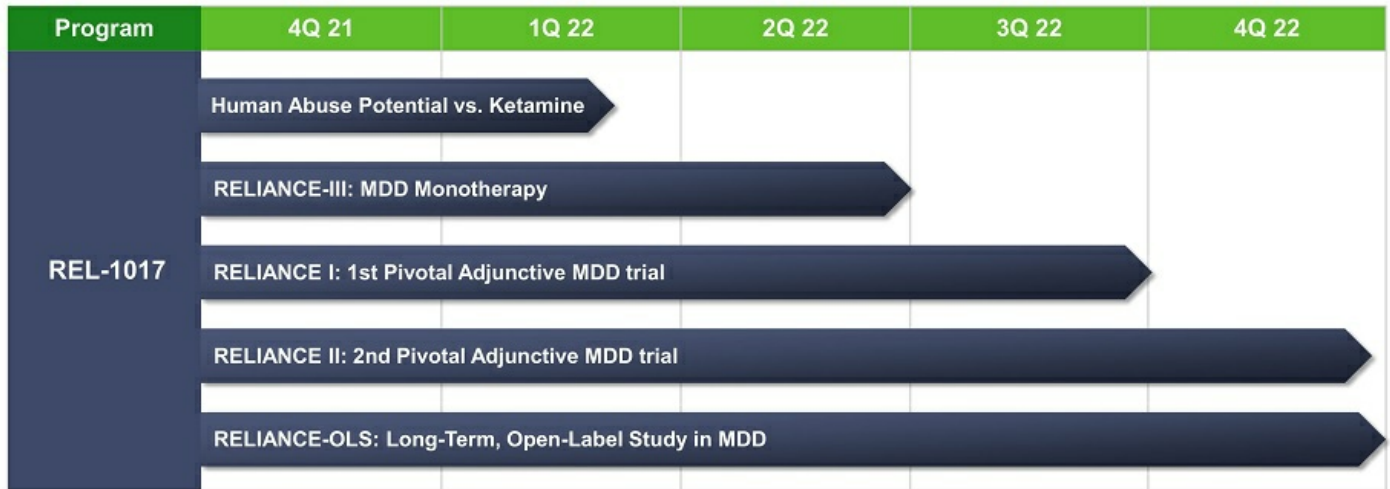 Program 4Q 21 1Q 22 2Q 22 3Q 22 4Q 22
Human Abuse Potential vs. Ketamine
RELIANCE-III: MDD Monotherapy
REL-1017
RELIANCE I: 1st Pivotal Adjunctive MDD trial
RELIANCE II: 2nd Pivotal Adjunctive MDD trial
RELIANCE-OLS: Long-Term, Open-Label Study in MDD